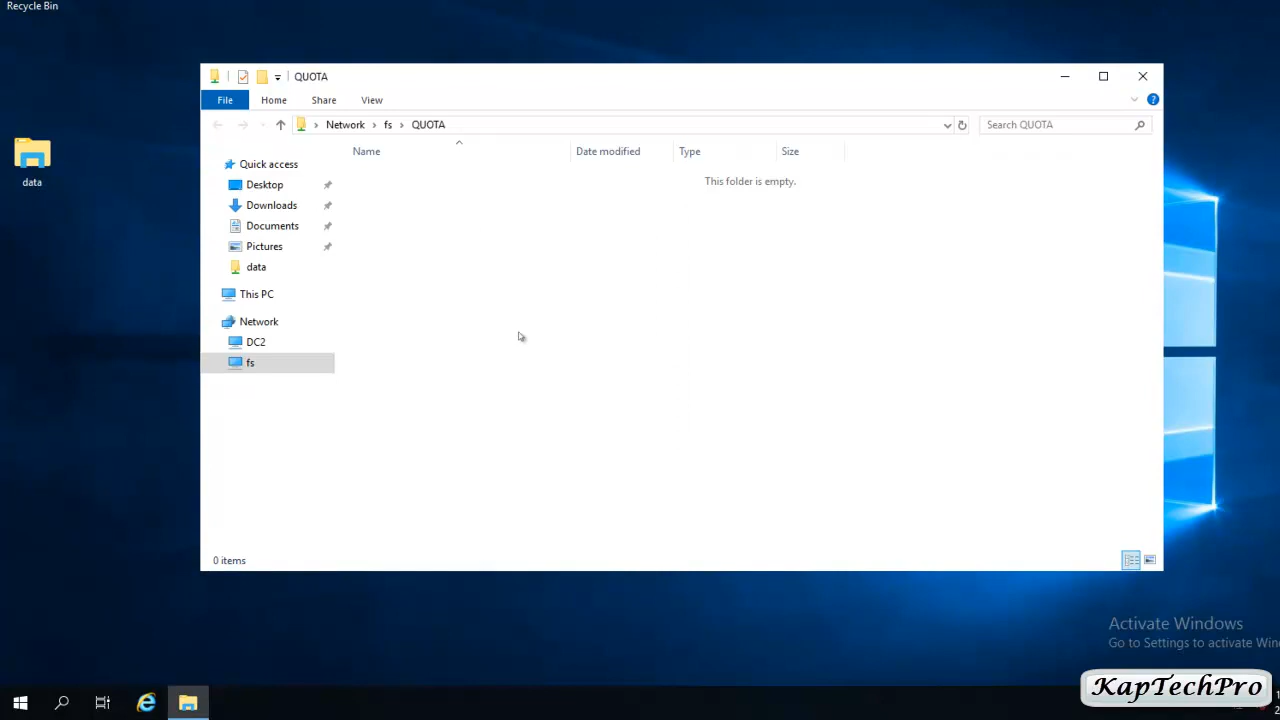 Recycle Bin
data
QUOTA
File Home Share View
Network fs QUOTA
Search QUOTA
Name Date modified Type Size
This folder is empty.
Quick access
Desktop
Downloads
Documents
Pictures
data
This PC
Network
DC2
fs
0 items
Activate Windows
Go to Settings to activate Win
KapTechPro